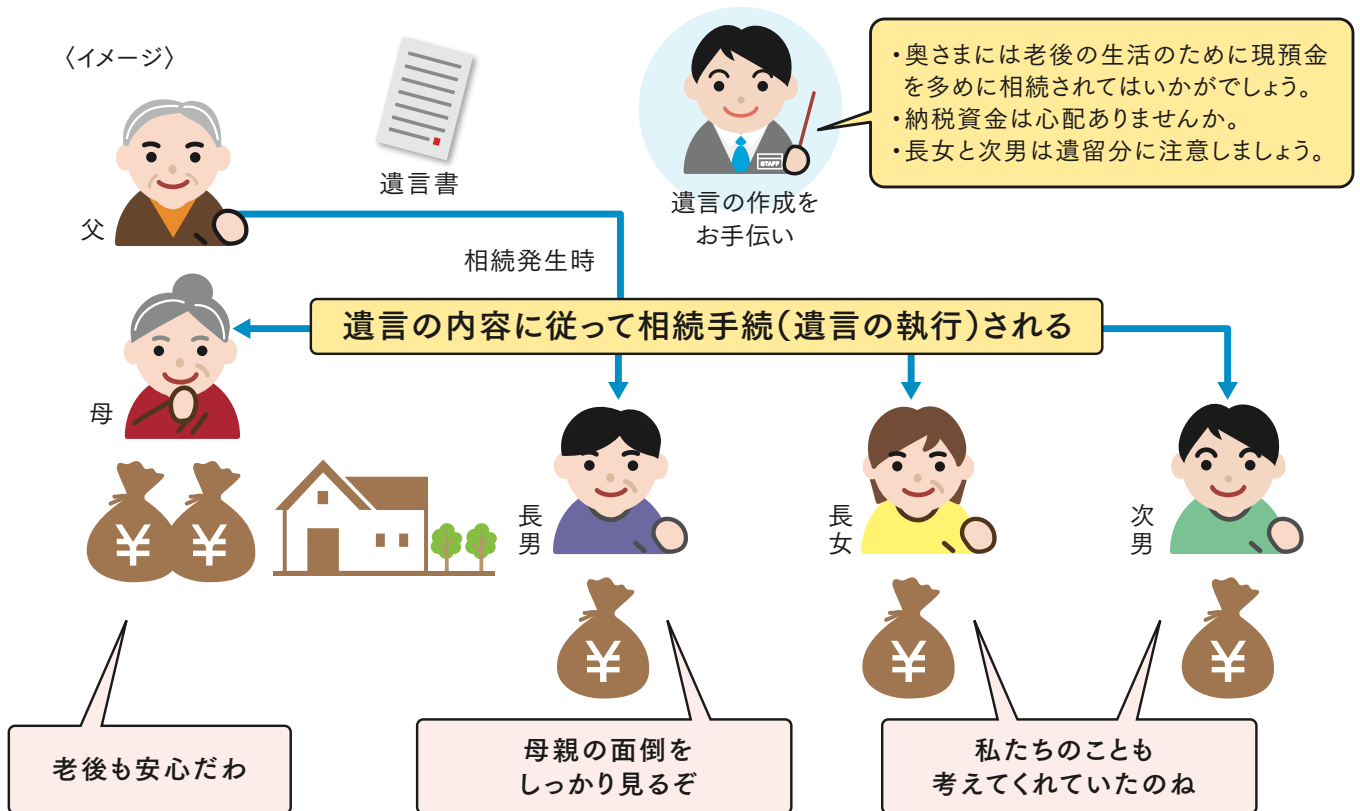 〈イメージ〉
遺言書
父
STAFF
遺言の作成を
お手伝い
・奥さまには老後の生活のために現預金
を多めに相続されてはいかがでしょう。
・納税資金は心配ありませんか。
・長女と次男は遺留分に注意しましょう。
相続発生時
遺言の内容に従って相続手続(遺言の執行)される
母
長男
長女
次男
¥
¥
¥
¥
¥
老後も安心だわ
母親の面倒を
しっかり見るぞ
私たちのことも
考えてくれていたのね